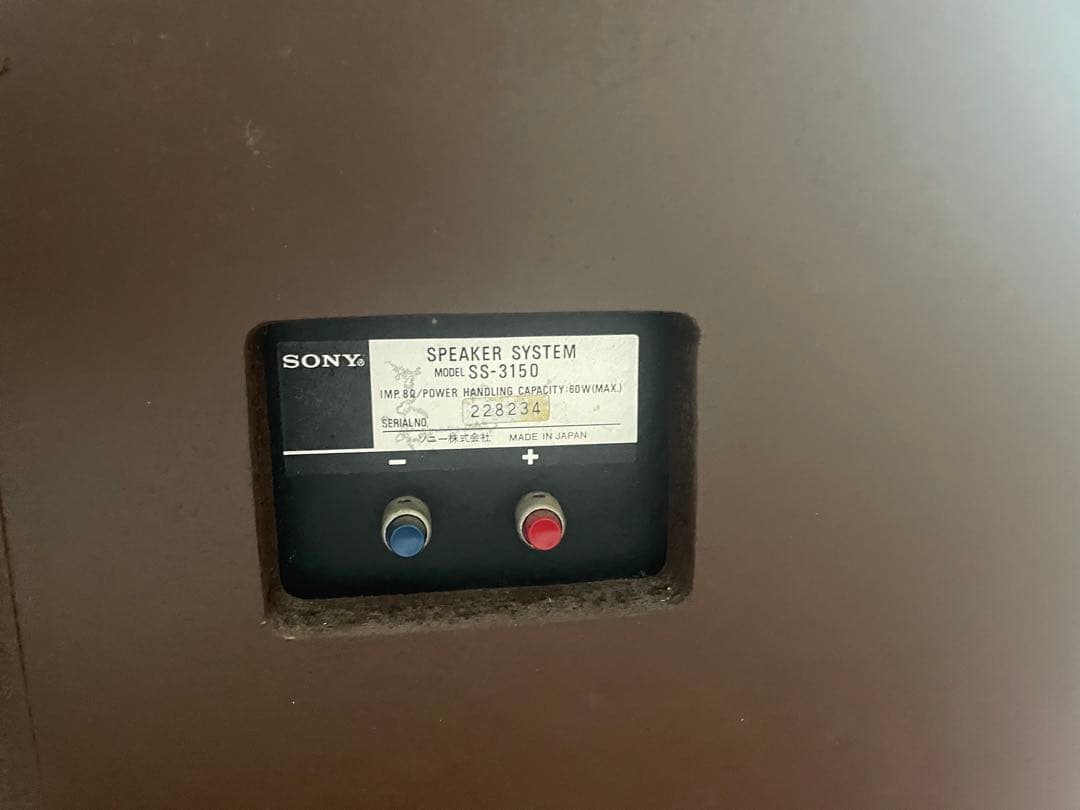 SONY®
SPEAKER SYSTEM
MODEL SS-3150
IMP. 8Ω/POWER HANDLING CAPACITY:60W(MAX.)
228234
SERIAL NO.
ソニー株式会社 MADE IN JAPAN
− +